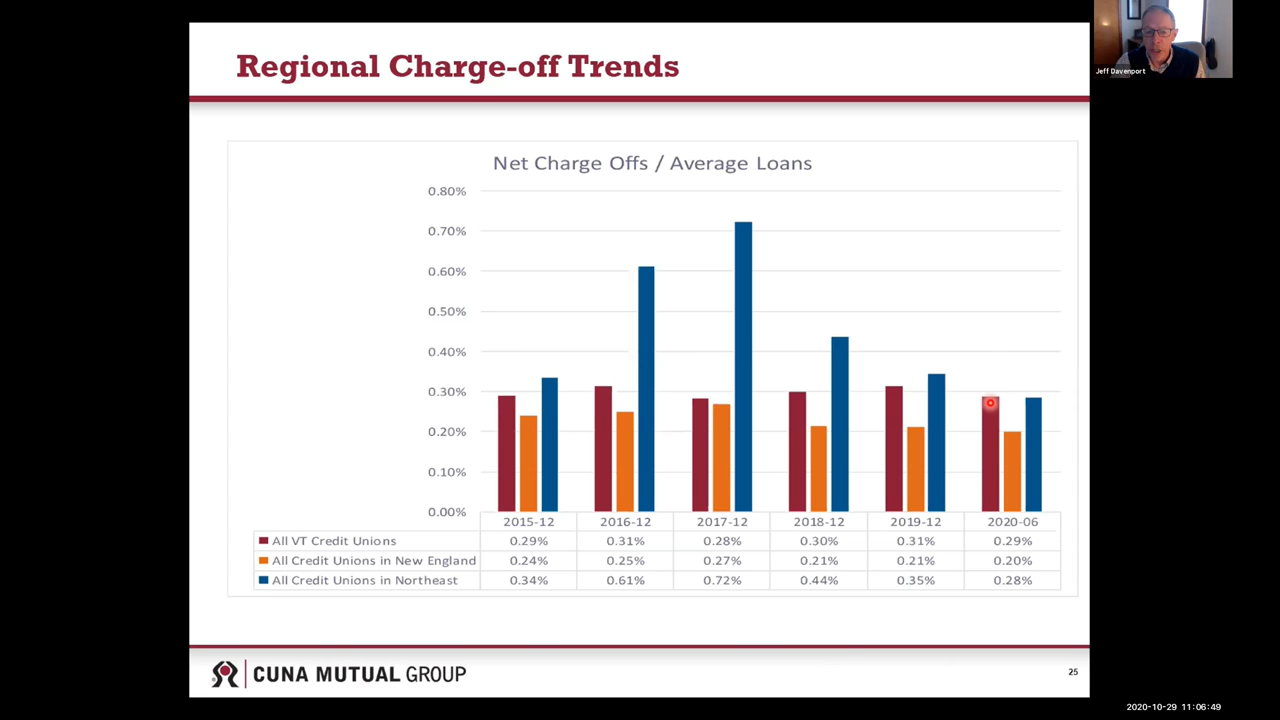 Regional Charge-off Trends
Jeff Davenport
Net Charge Offs / Average Loans
0.80%
0.70%
0.60%
0.50%
0.40%
0.30%
0.20%
0.10%
0.00%
2015-12 2016-12 2017-12 2018-12 2019-12 2020-06
All VT Credit Unions 0.29% 0.31% 0.28% 0.30% 0.31% 0.29%
All Credit Unions in New England 0.24% 0.25% 0.27% 0.21% 0.21% 0.20%
All Credit Unions in Northeast 0.34% 0.61% 0.72% 0.44% 0.35% 0.28%
CUNA MUTUAL GROUP
25
2020-10-29 11:06:49